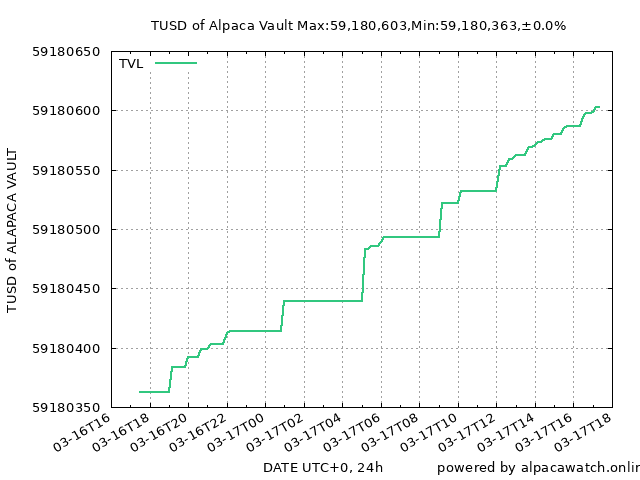 TUSD of Alpaca Vault Max:59,180,603,Min:59,180,363,±0.0%
TVL
59180650
59180600
59180550
59180500
59180450
59180400
59180350
TUSD of ALAPACA VAULT
03-16T16
03-16T18
03-16T20
03-16T22
03-17T00
03-17T02
03-17T04
03-17T06
03-17T08
03-17T10
03-17T12
03-17T14
03-17T16
03-17T18
DATE UTC+0, 24h
powered by alpacawatch.onlin